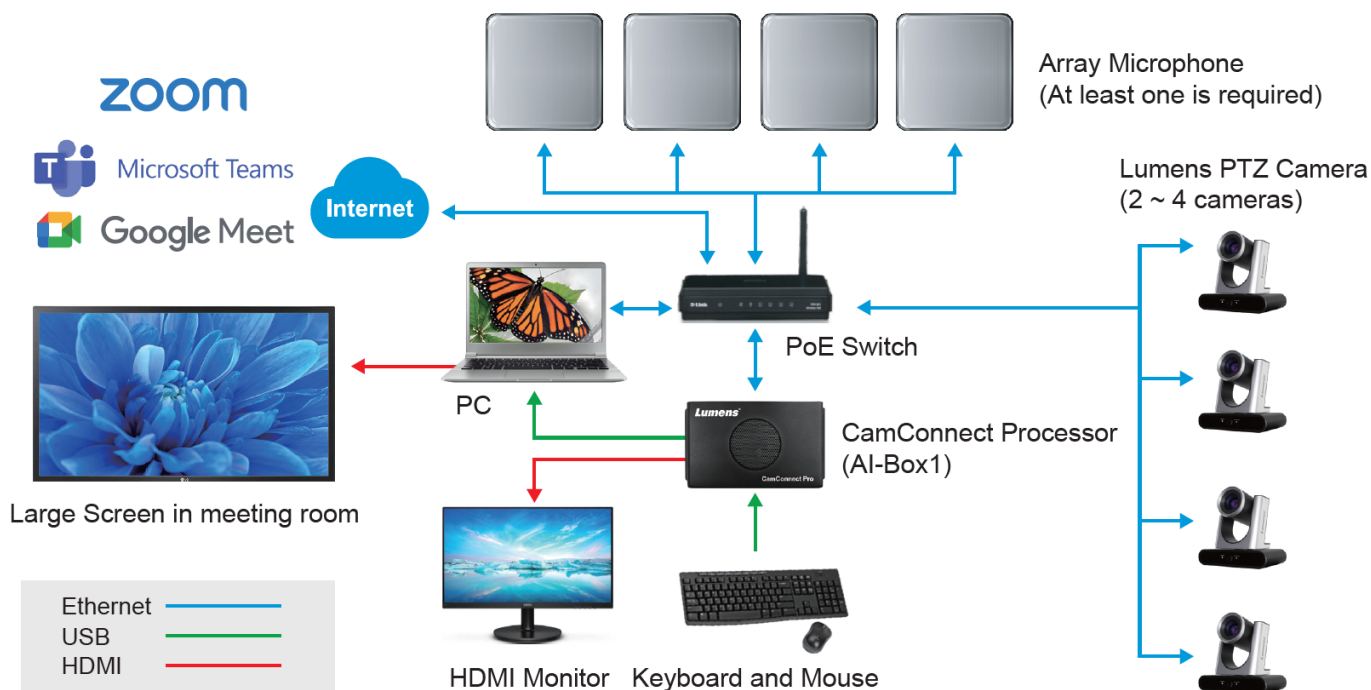 Array Microphone
(At least one is required)
zoom
Microsoft Teams
Google Meet
Internet
Lumens PTZ Camera
(2 ~ 4 cameras)
D-Link
PoE Switch
PC
Lumens
CamConnect Pro
CamConnect Processor
(AI-Box1)
Large Screen in meeting room
Ethernet
USB
HDMI
HDMI Monitor
Keyboard and Mouse